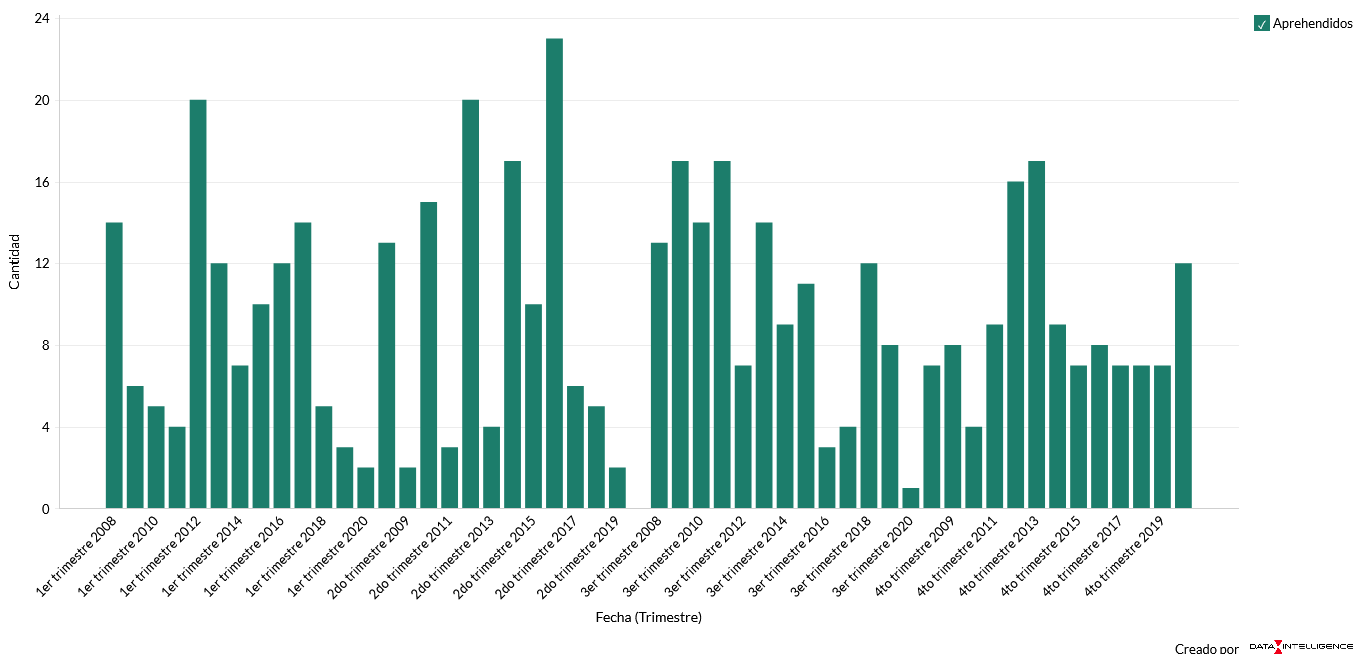 24
20
16
12
8
4
0
Cantidad
Aprehendidos
1er trimestre 2008
1er trimestre 2010
1er trimestre 2012
1er trimestre 2014
1er trimestre 2016
1er trimestre 2018
1er trimestre 2020
2do trimestre 2009
2do trimestre 2011
2do trimestre 2013
2do trimestre 2015
2do trimestre 2017
2do trimestre 2019
3er trimestre 2008
3er trimestre 2010
3er trimestre 2012
3er trimestre 2014
3er trimestre 2016
3er trimestre 2018
3er trimestre 2020
4to trimestre 2009
4to trimestre 2011
4to trimestre 2013
4to trimestre 2015
4to trimestre 2017
4to trimestre 2019
Fecha (Trimestre)
Creado por DATA INTELLIGENCE